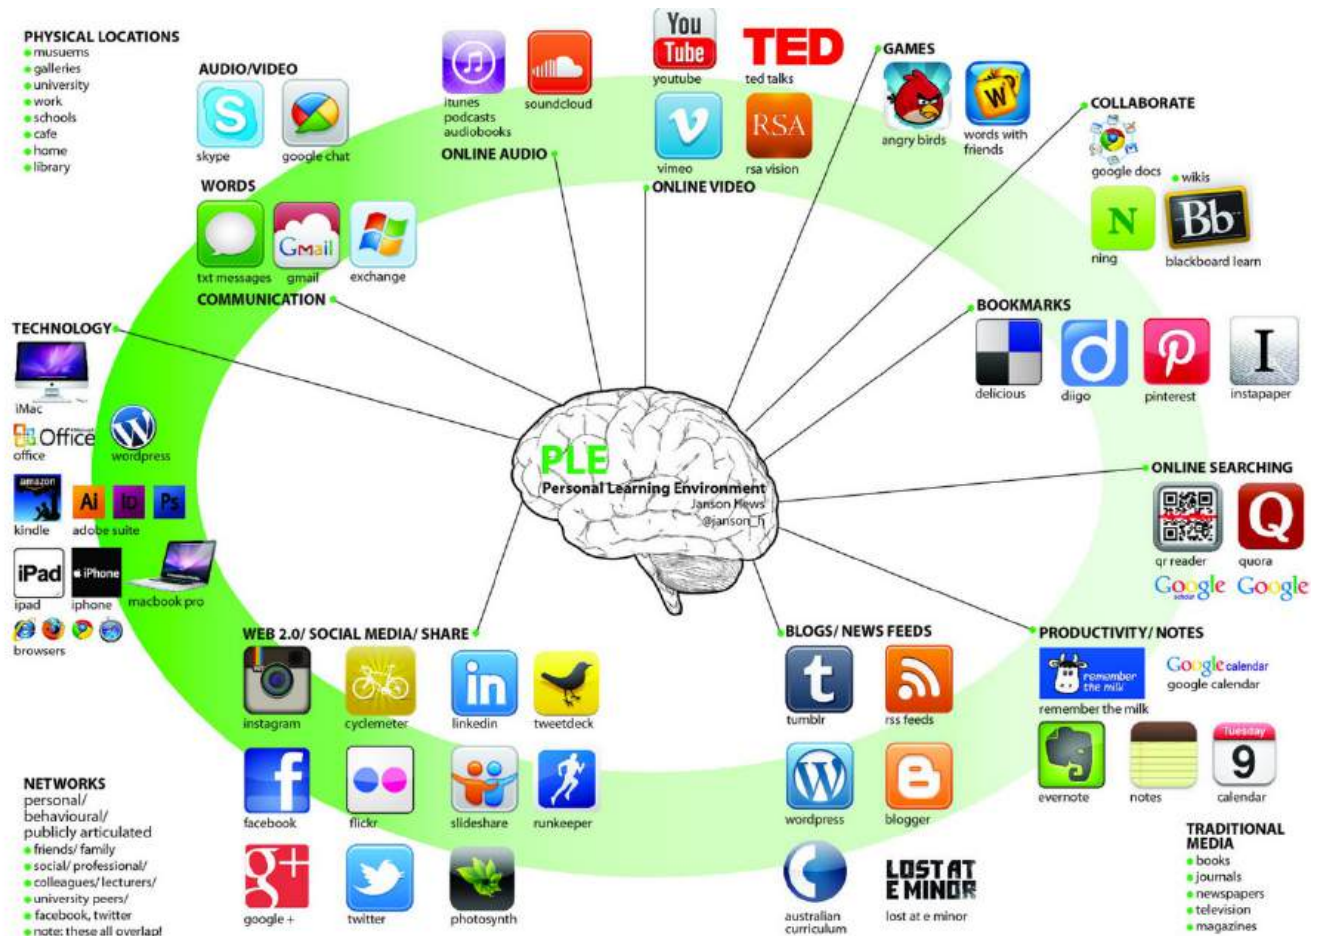 PHYSICAL LOCATIONS
musuems
galleries
university
work
schools
cafe
home
library
AUDIO/VIDEO
skype
google chat
WORDS
Gmail
txt messages
gmail
exchange
COMMUNICATION
itunes
podcasts
audiobooks
soundcloud
ONLINE AUDIO
You
Tube
youtube
TED
ted talks
vimeo
RSA
rsa vision
ONLINE VIDEO
GAMES
angry birds
W
words with
friends
COLLABORATE
google docs
wikis
N
ning
Bb
blackboard learn
BOOKMARKS
delicious
d
diigo
pinterest
I
instapaper
TECHNOLOGY
iMac
Office
office
wordpress
amazon
kindle
Ai
Id
Ps
adobe suite
iPad
ipad
iPhone
iphone
macbook pro
browsers
PLE
Personal Learning Environment
Janson Hews
@janson_h
ONLINE SEARCHING
qr reader
Q
quora
Google
scholar
Google
WEB 2.0/ SOCIAL MEDIA/ SHARE
instagram
cyclemeter
in
linkedin
tweetdeck
f
facebook
flickr
slideshare
runkeeper
g+
google +
twitter
photosynth
BLOGS/ NEWS FEEDS
t
tumblr
rss feeds
wordpress
blogger
australian
curriculum
LOST AT
E MINOR
lost at e minor
PRODUCTIVITY/ NOTES
remember
the milk
remember the milk
Google calendar
google calendar
evernote
notes
Tuesday
9
calendar
NETWORKS
personal/
behavioural/
publicly articulated
friends/ family
social/ professional/
colleagues/ lecturers/
university peers/
facebook, twitter
note: these all overlap!
TRADITIONAL
MEDIA
books
journals
newspapers
television
magazines